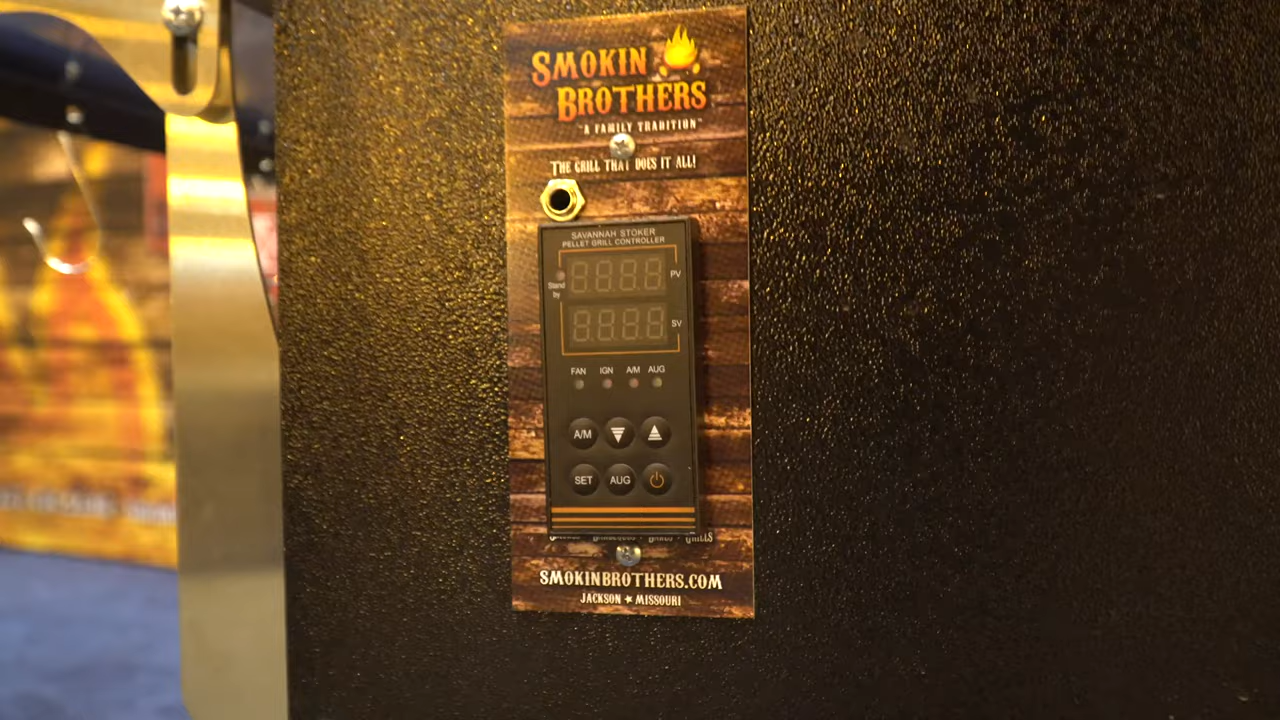 SMOKIN
BROTHERS
"A FAMILY TRADITION"
THE GRILL THAT DOES IT ALL!
SAVANNAH STOKER
PELLET GRILL CONTROLLER
PV
Stand
by
SV
FAN IGN A/M AUG
A/M
SET AUG
GRILLS
SMOKINBROTHERS.COM
JACKSON ★ MISSOURI